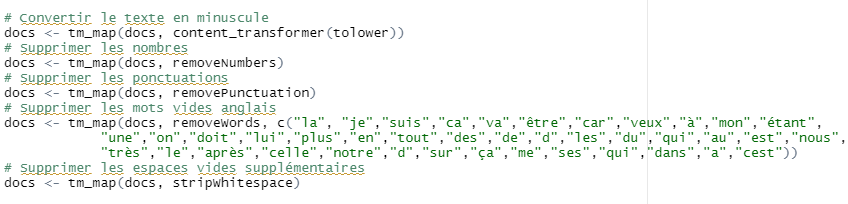 # Convertir le texte en minuscule
docs <- tm_map(docs, content_transformer(tolower))
# Supprimer les nombres
docs <- tm_map(docs, removeNumbers)
# Supprimer les ponctuations
docs <- tm_map(docs, removePunctuation)
# Supprimer les mots vides anglais
docs <- tm_map(docs, removeWords, c("la", "je","suis","ca","va","être","car","veux","à","mon","étant",
"une","on","doit","lui","plus","en","tout","des","de","d","les","du","qui","au","est","nous",
"très","le","après","celle","notre","d","sur","ça","me","ses","qui","dans","a","cest"))
# Supprimer les espaces vides supplémentaires
docs <- tm_map(docs, stripWhitespace)